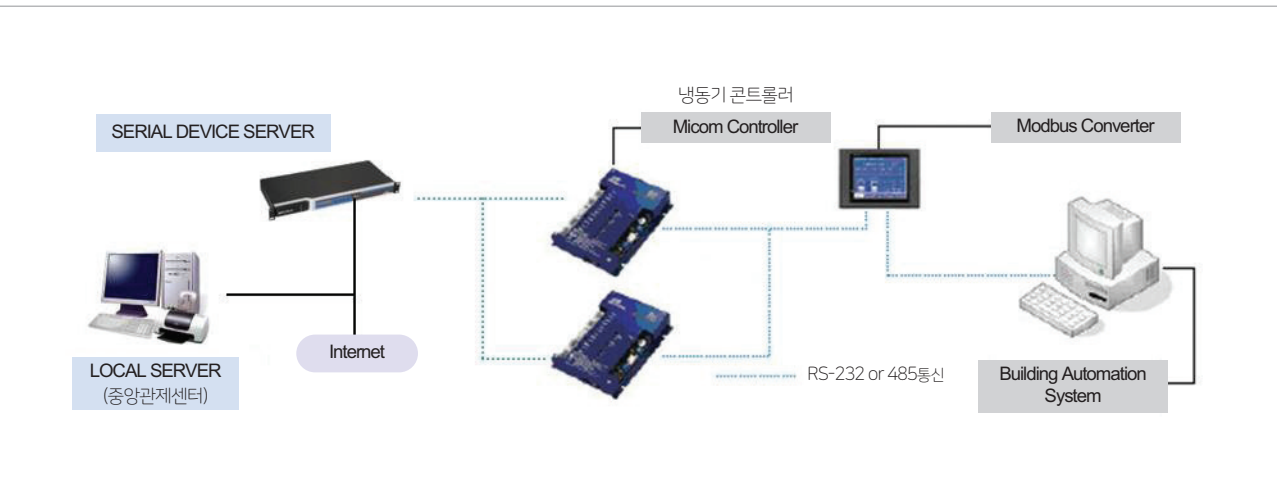 냉동기 콘트롤러
SERIAL DEVICE SERVER
Micom Controller
Modbus Converter
Internet
LOCAL SERVER
(중앙관제센터)
RS-232 or 485통신
Building Automation
System